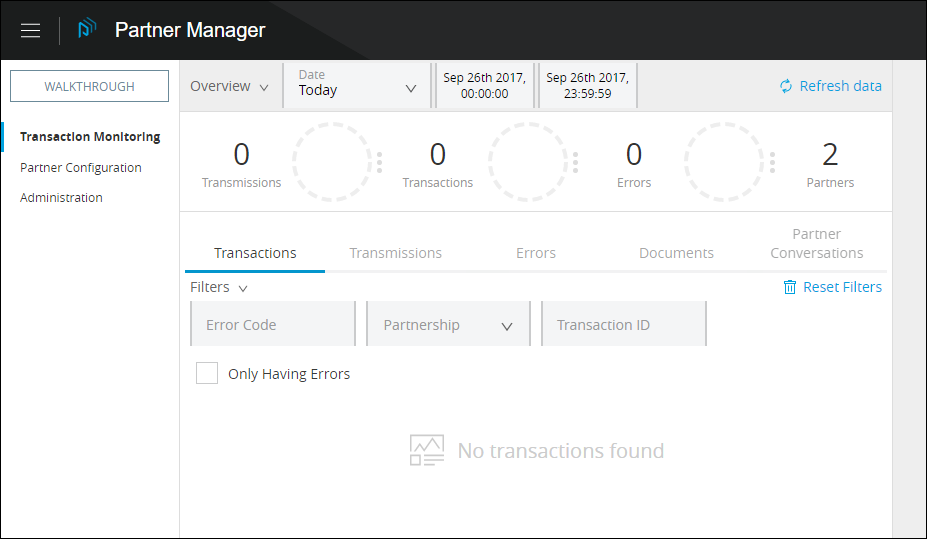 Partner Manager
WALKTHROUGH
Transaction Monitoring
Partner Configuration
Administration
Overview
Date
Today
Sep 26th 2017,
00:00:00
Sep 26th 2017,
23:59:59
Refresh data
0
Transmissions
0
Transactions
0
Errors
2
Partners
Transactions
Transmissions
Errors
Documents
Partner
Conversations
Filters
Reset Filters
Error Code
Partnership
Transaction ID
Only Having Errors
No transactions found